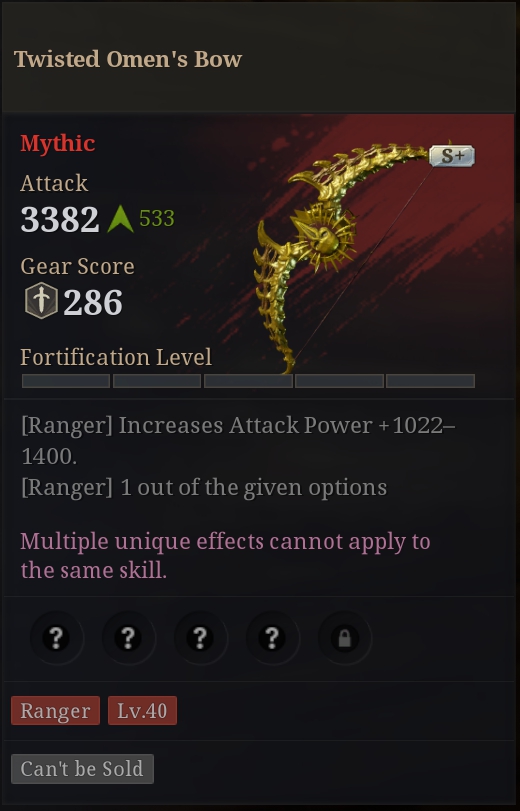 Twisted Omen's Bow
Mythic
S+
Attack
3382 533
Gear Score
286
Fortification Level
[Ranger] Increases Attack Power +1022–
1400.
[Ranger] 1 out of the given options
Multiple unique effects cannot apply to
the same skill.
? ? ? ?
Ranger Lv.40
Can't be Sold